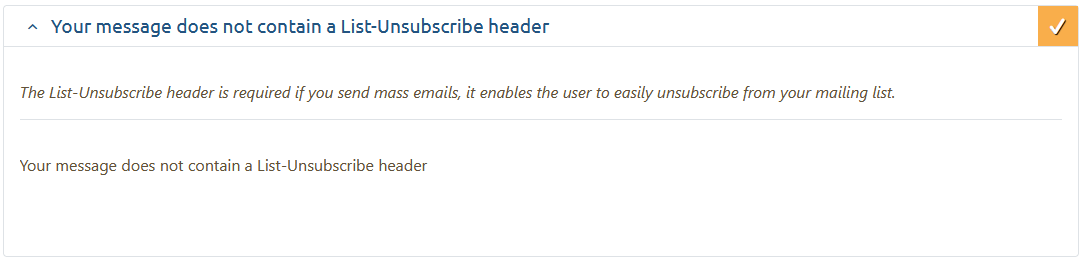 Your message does not contain a List-Unsubscribe header
The List-Unsubscribe header is required if you send mass emails, it enables the user to easily unsubscribe from your mailing list.
Your message does not contain a List-Unsubscribe header